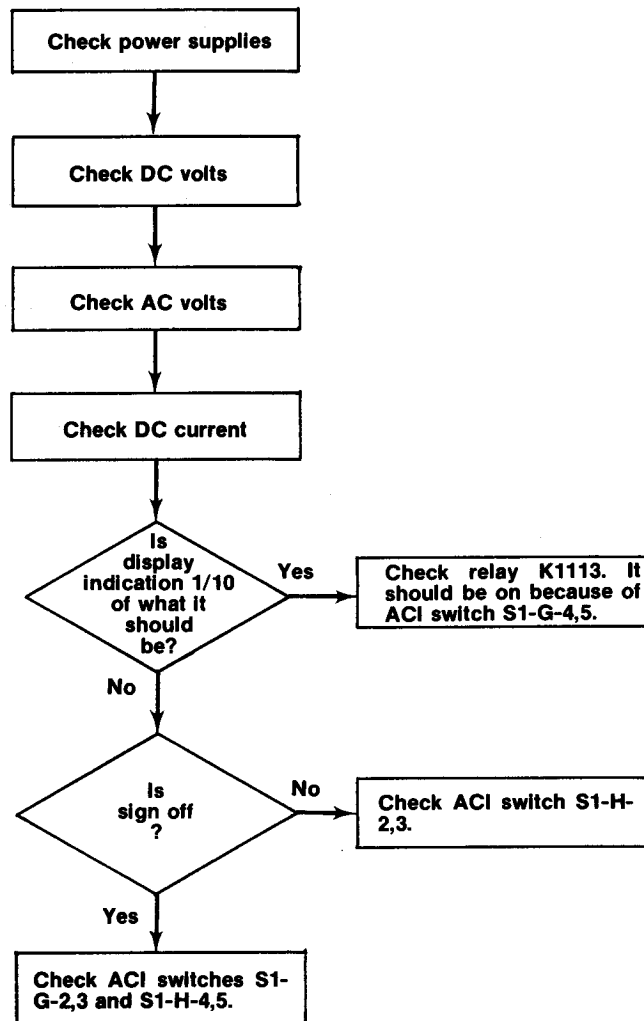 Check power supplies
Check DC volts
Check AC volts
Check DC current
Is
display
indication 1/10
of what it
should
be?
Yes
Check relay K1113. It
should be on because of
ACI switch S1-G-4,5.
No
Is
sign off
?
No
Check ACI switch S1-H-
2,3.
Yes
Check ACI switches S1-
G-2,3 and S1-H-4,5.